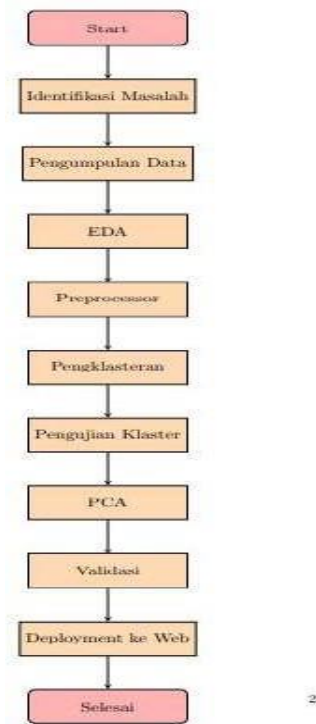 Start
Identifikasi Masalah
Pengumpulan Data
EDA
Preprocessor
Pengklasteran
Pengujian Klaster
PCA
Validasi
Deployment ke Web
Selesai
2